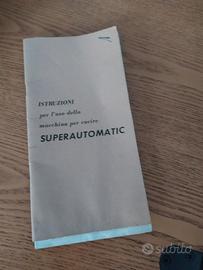 ISTRUZIONI
per l'uso della
macchina per cucire
SUPERAUTOMATIC
subito